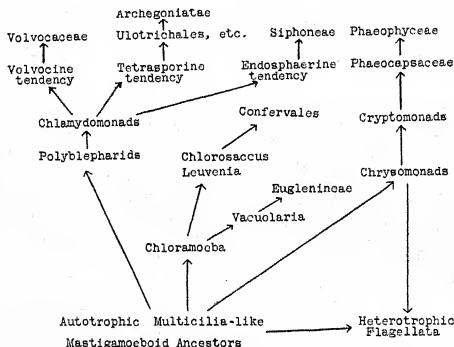 Archegoniatae
Volvocaceae
Ulotrichales, etc.
Siphoneae
Phaeophyceae
Volvocine
tendency
Tetrasporine
tendency
Endosphaerine
tendency
Phaeocapsaceae
Chlamydomonads
Confervales
Cryptomonads
Polyblepharids
Chlorosaccus
Leuvenia
Chrysomonads
Euglenineae
Vacuolaria
Chloramoeba
Autotrophic Multicilia-like
Mastigamoeboid Ancestors
Heterotrophic
Flagellata